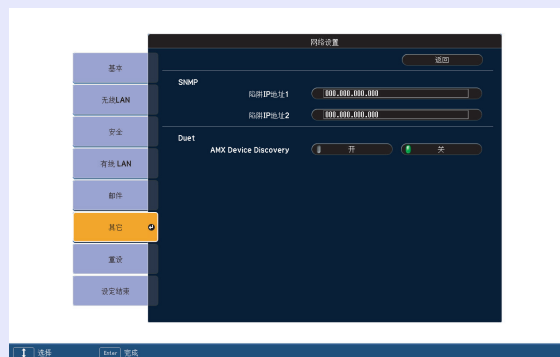 网络设置
返回
基本
无线LAN
安全
有线 LAN
邮件
其它
重设
设定结束
SNMP
陷阱IP地址1 000.000.000.000
陷阱IP地址2 000.000.000.000
Duet
AMX Device Discovery 开 关
选择 Enter 完成